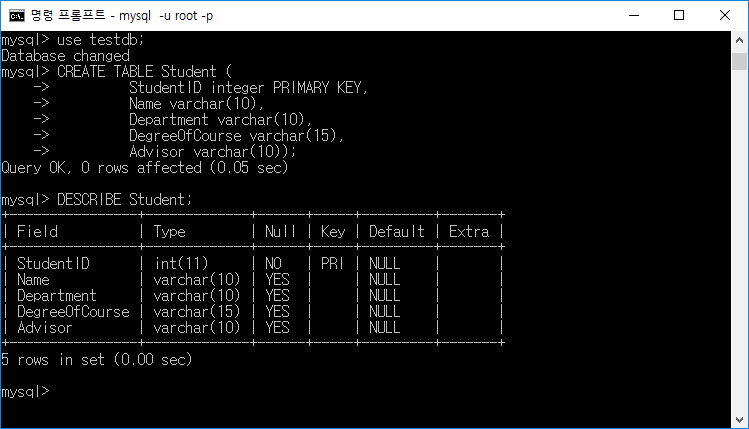 명령 프롬프트 - mysql  -u root -p
mysql> use testdb;
Database changed
mysql> CREATE TABLE Student (
    ->         StudentID integer PRIMARY KEY,
    ->         Name varchar(10),
    ->         Department varchar(10),
    ->         DegreeOfCourse varchar(15),
    ->         Advisor varchar(10));
Query OK, 0 rows affected (0.05 sec)

mysql> DESCRIBE Student;
+----------------+-------------+------+-----+---------+-------+
| Field          | Type        | Null | Key | Default | Extra |
+----------------+-------------+------+-----+---------+-------+
| StudentID      | int(11)     | NO   | PRI | NULL    |       |
| Name           | varchar(10) | YES  |     | NULL    |       |
| Department     | varchar(10) | YES  |     | NULL    |       |
| DegreeOfCourse | varchar(15) | YES  |     | NULL    |       |
| Advisor        | varchar(10) | YES  |     | NULL    |       |
+----------------+-------------+------+-----+---------+-------+
5 rows in set (0.00 sec)

mysql>